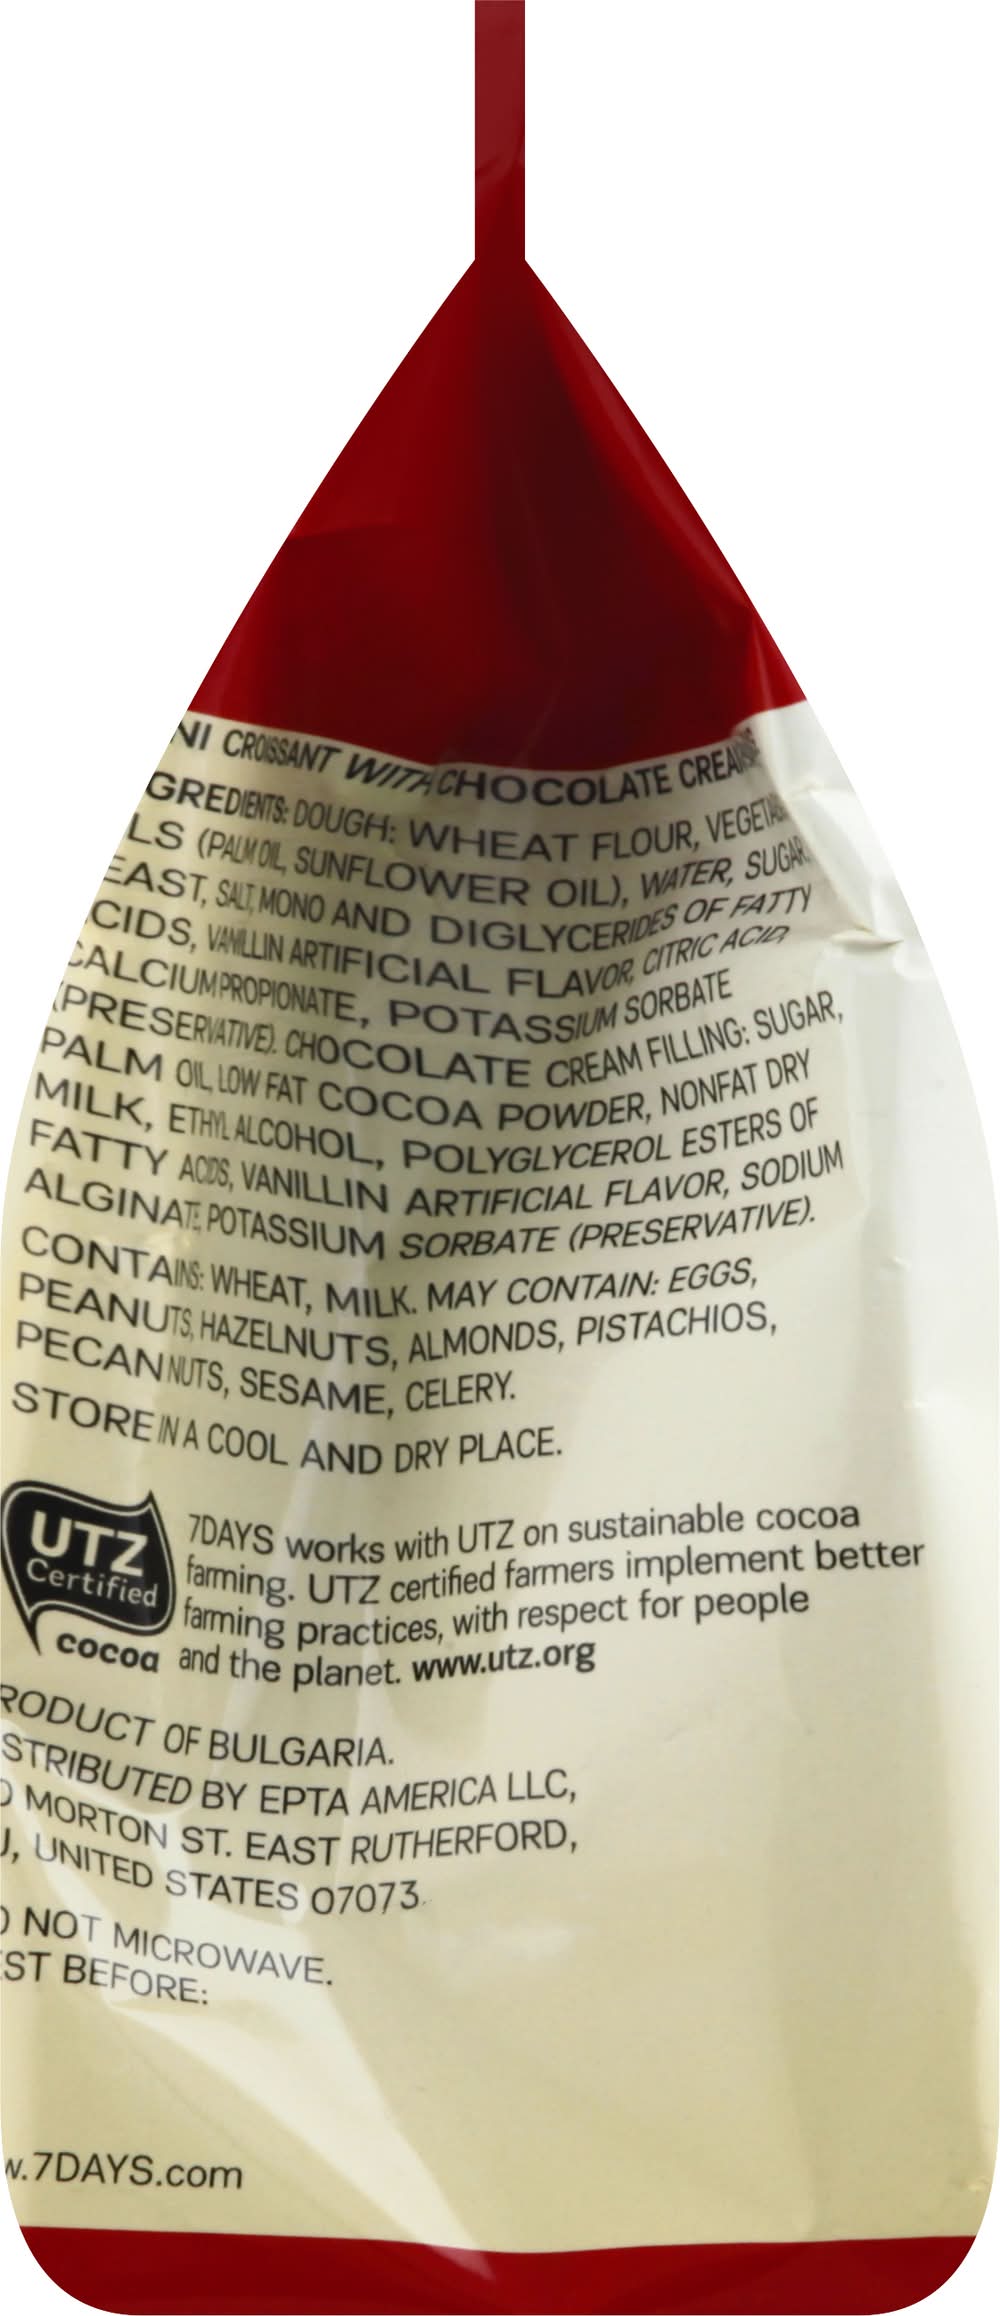 NI CROISSANT WITH CHOCOLATE CREAM
GREDIENTS: DOUGH: WHEAT FLOUR, VEGETAB
LS (PALM OIL, SUNFLOWER OIL), WATER, SUGAR,
EAST, SALT, MONO AND DIGLYCERIDES OF FATTY
CIDS, VANILLIN ARTIFICIAL FLAVOR, CITRIC ACID,
CALCIUM PROPIONATE, POTASSIUM SORBATE
(PRESERVATIVE). CHOCOLATE CREAM FILLING: SUGAR,
PALM OIL, LOW FAT COCOA POWDER, NONFAT DRY
MILK, ETHYL ALCOHOL, POLYGLYCEROL ESTERS OF
FATTY ACIDS, VANILLIN ARTIFICIAL FLAVOR, SODIUM
ALGINATE, POTASSIUM SORBATE (PRESERVATIVE).
CONTAINS: WHEAT, MILK. MAY CONTAIN: EGGS,
PEANUTS, HAZELNUTS, ALMONDS, PISTACHIOS,
PECAN NUTS, SESAME, CELERY.
STORE IN A COOL AND DRY PLACE.
UTZ
Certified
cocoa
7DAYS works with UTZ on sustainable cocoa
farming. UTZ certified farmers implement better
farming practices, with respect for people
and the planet. www.utz.org
RODUCT OF BULGARIA.
STRIBUTED BY EPTA AMERICA LLC,
0 MORTON ST. EAST RUTHERFORD,
J, UNITED STATES 07073
O NOT MICROWAVE.
EST BEFORE:
w.7DAYS.com